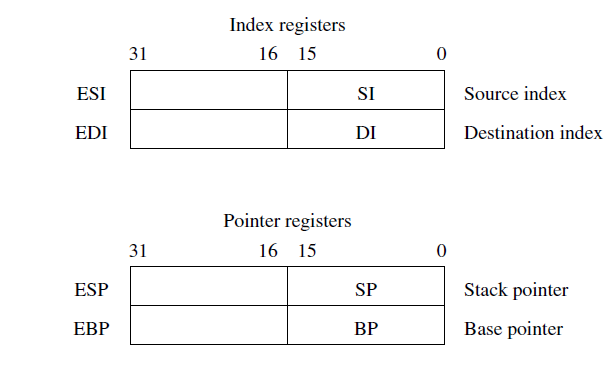 Index registers
31 16 15 0
ESI SI Source index
EDI DI Destination index
Pointer registers
31 16 15 0
ESP SP Stack pointer
EBP BP Base pointer